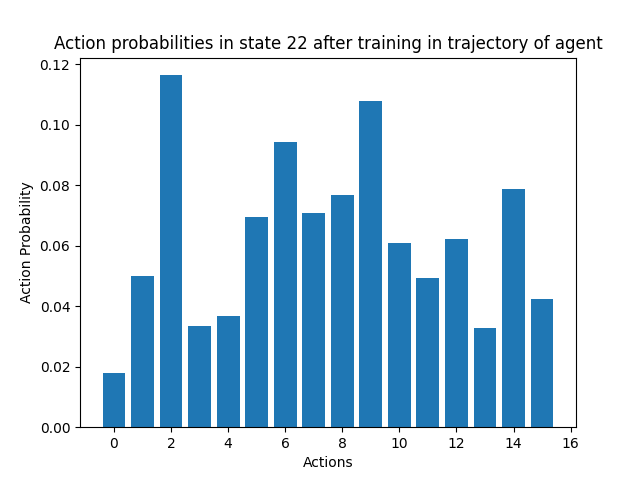 Action probabilities in state 22 after training in trajectory of agent
0.12
0.10
0.08
0.06
0.04
0.02
0.00
Action Probability
0 2 4 6 8 10 12 14 16
Actions